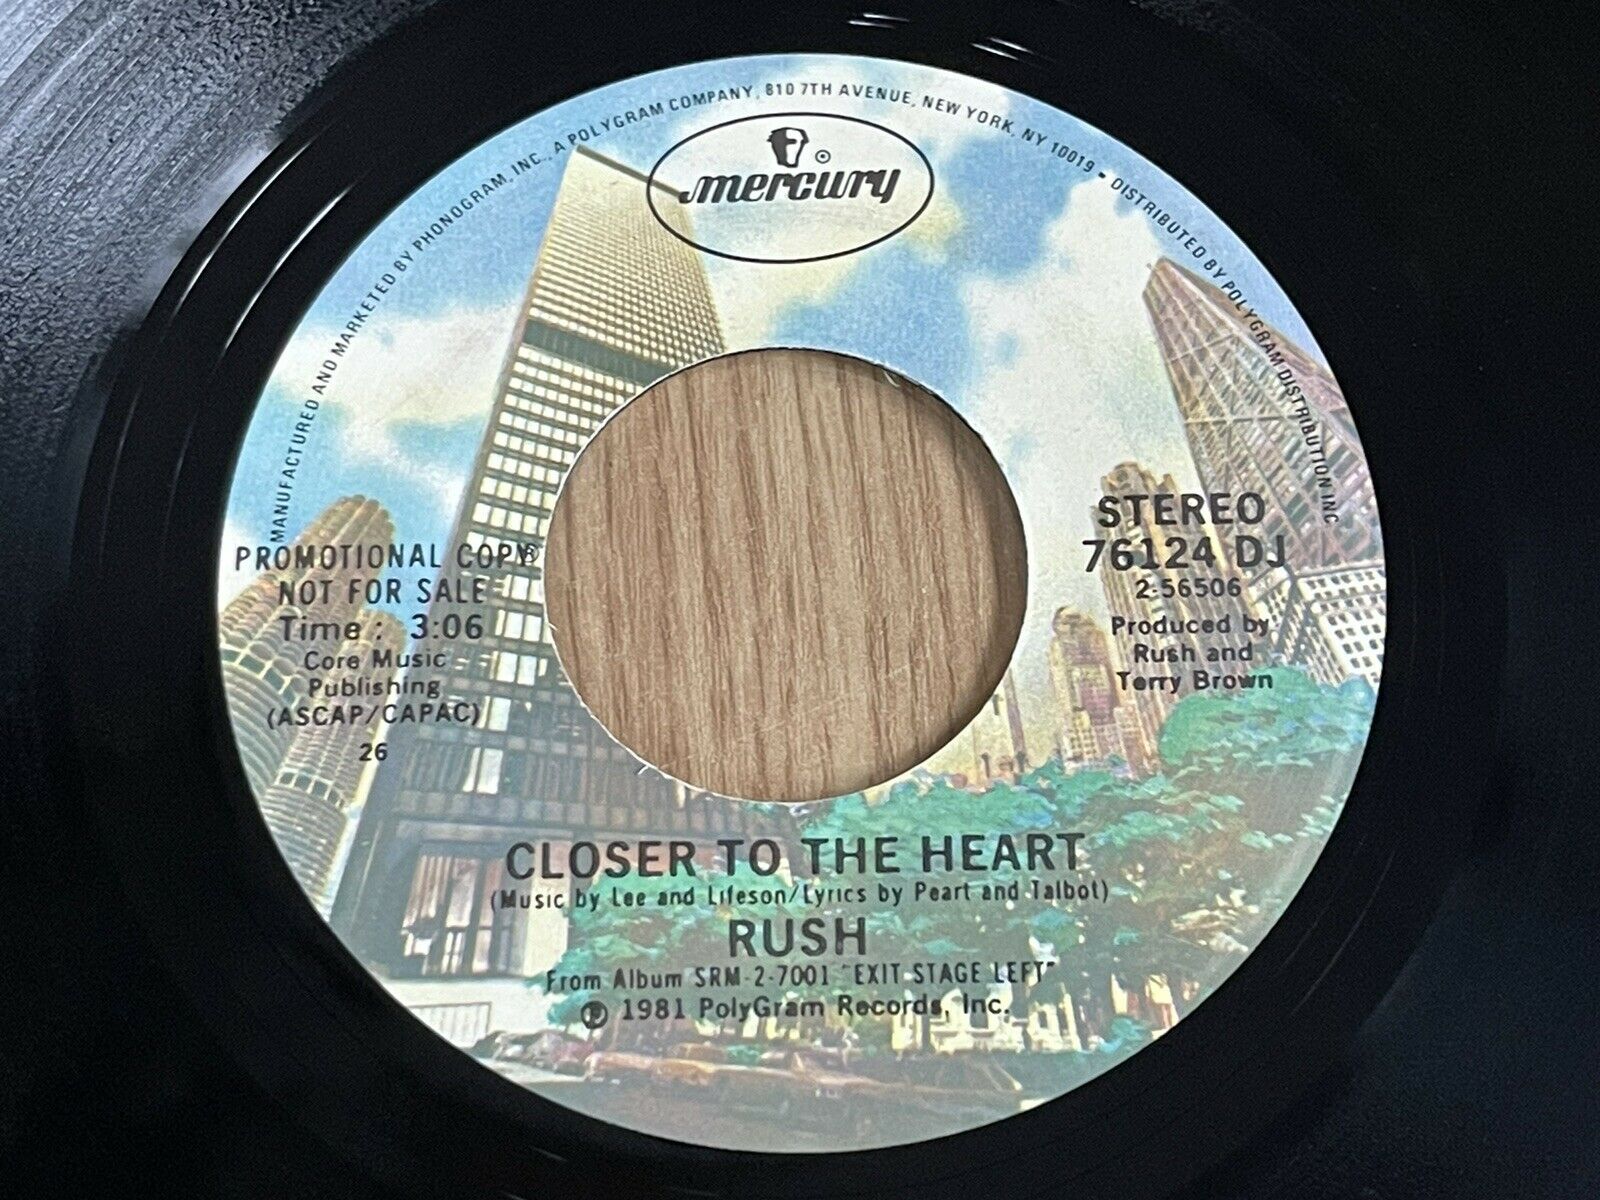 MANUFACTURED AND MARKETED BY PHONOGRAM, INC., A POLYGRAM COMPANY, 810 7TH AVENUE, NEW YORK, NY 10019 • DISTRIBUTED BY POLYGRAM DISTRIBUTION INC
mercury
PROMOTIONAL COPY
NOT FOR SALE
Time : 3:06
Core Music
Publishing
(ASCAP/CAPAC)
26
STEREO
76124 DJ
2-56506
Produced by
Rush and
Terry Brown
CLOSER TO THE HEART
(Music by Lee and Lifeson/Lyrics by Peart and Talbot)
RUSH
From Album SRM-2-7001 "EXIT STAGE LEFT"
℗ 1981 PolyGram Records, Inc.